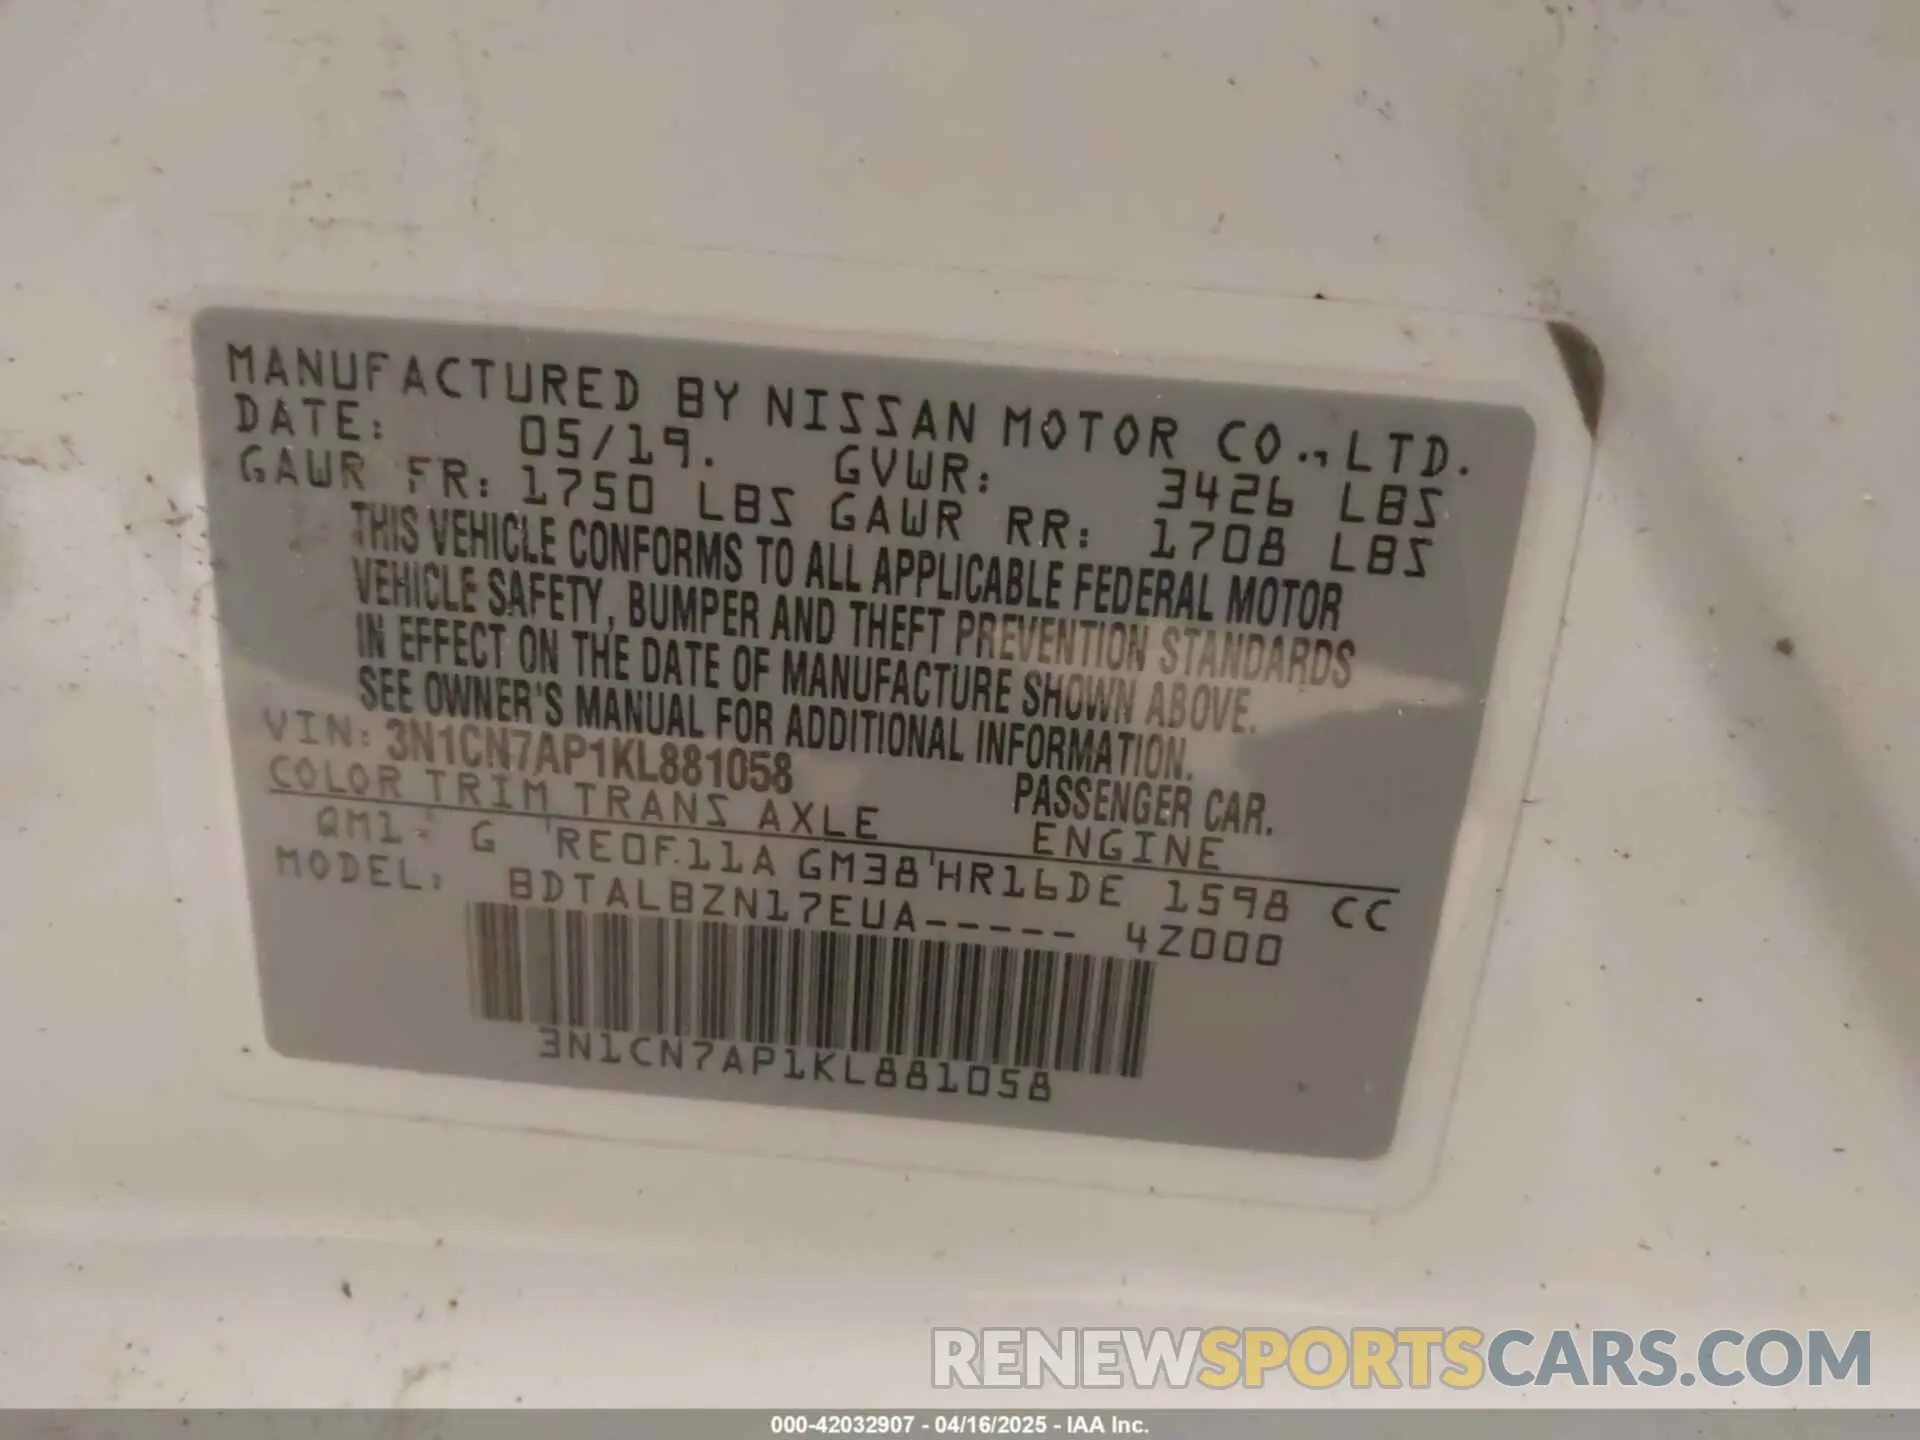 MANUFACTURED BY NISSAN MOTOR CO.,LTD.
DATE: 05/19. GVWR: 3426 LBS
GAWR FR: 1750 LBS GAWR RR: 1708 LBS
THIS VEHICLE CONFORMS TO ALL APPLICABLE FEDERAL MOTOR
VEHICLE SAFETY, BUMPER AND THEFT PREVENTION STANDARDS
IN EFFECT ON THE DATE OF MANUFACTURE SHOWN ABOVE.
SEE OWNER'S MANUAL FOR ADDITIONAL INFORMATION.
VIN: 3N1CN7AP1KL881058 PASSENGER CAR.
COLOR TRIM TRANS AXLE ENGINE
QM1 G RE0F11A GM38 HR16DE 1598 CC
MODEL: BDTALBZN17EUA----- 4Z000
3N1CN7AP1KL881058
RENEWSPORTSCARS.COM
000-42032907 - 04/16/2025 - IAA Inc.